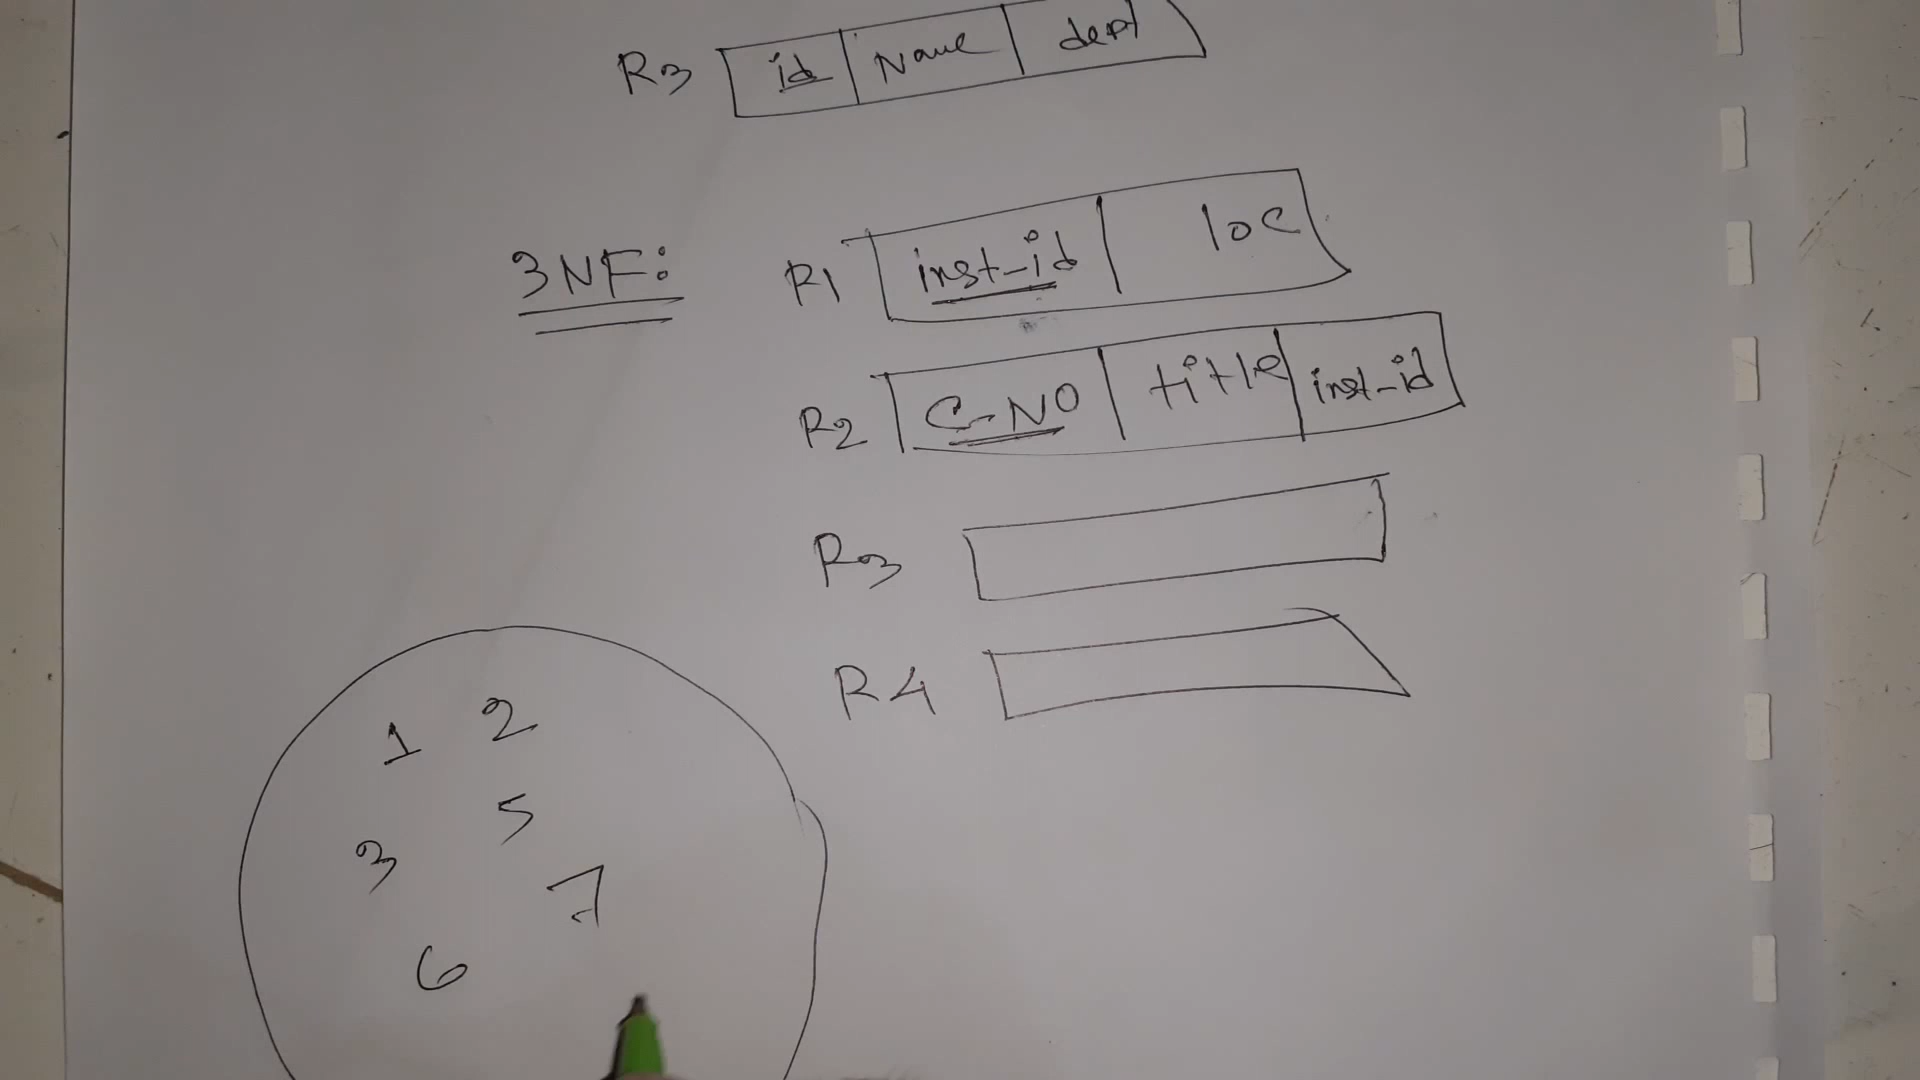 R3 id Name dept
3NF: R1 inst-id loc
R2 C-NO title inst-id
R3
R4
1 2
5
3
7
6